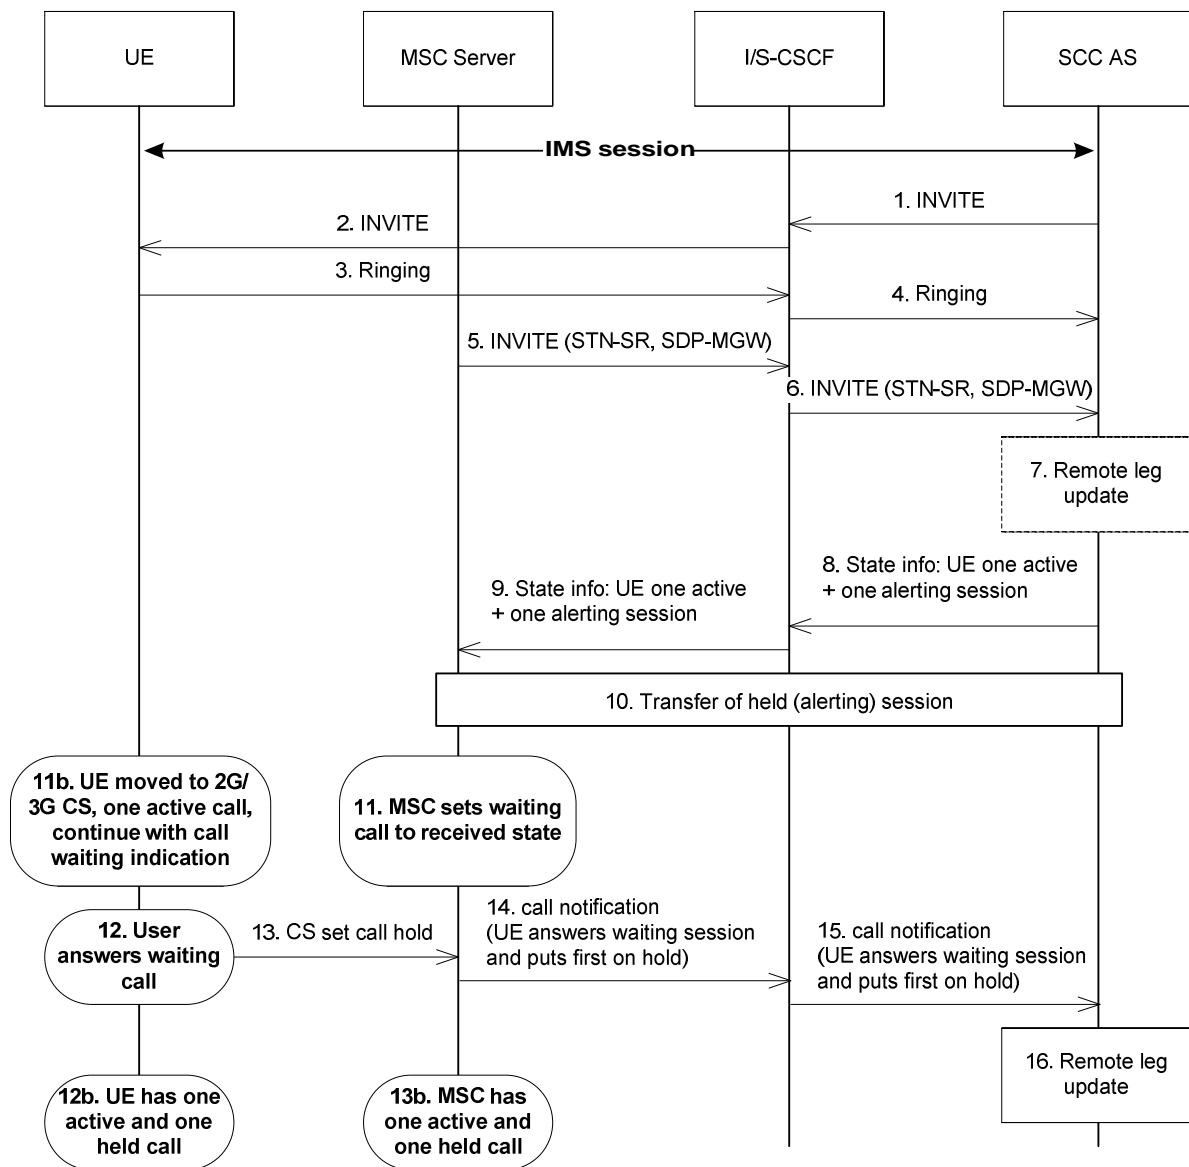 UE
MSC Server
I/S-CSCF
SCC AS
IMS session
1. INVITE
2. INVITE
3. Ringing
4. Ringing
5. INVITE (STN-SR, SDP-MGW)
6. INVITE (STN-SR, SDP-MGW)
7. Remote leg
update
8. State info: UE one active
+ one alerting session
9. State info: UE one active
+ one alerting session
10. Transfer of held (alerting) session
11b. UE moved to 2G/
3G CS, one active call,
continue with call
waiting indication
11. MSC sets waiting
call to received state
12. User
answers waiting
call
13. CS set call hold
14. call notification
(UE answers waiting session
and puts first on hold)
15. call notification
(UE answers waiting session
and puts first on hold)
16. Remote leg
update
12b. UE has one
active and one
held call
13b. MSC has
one active and
one held call